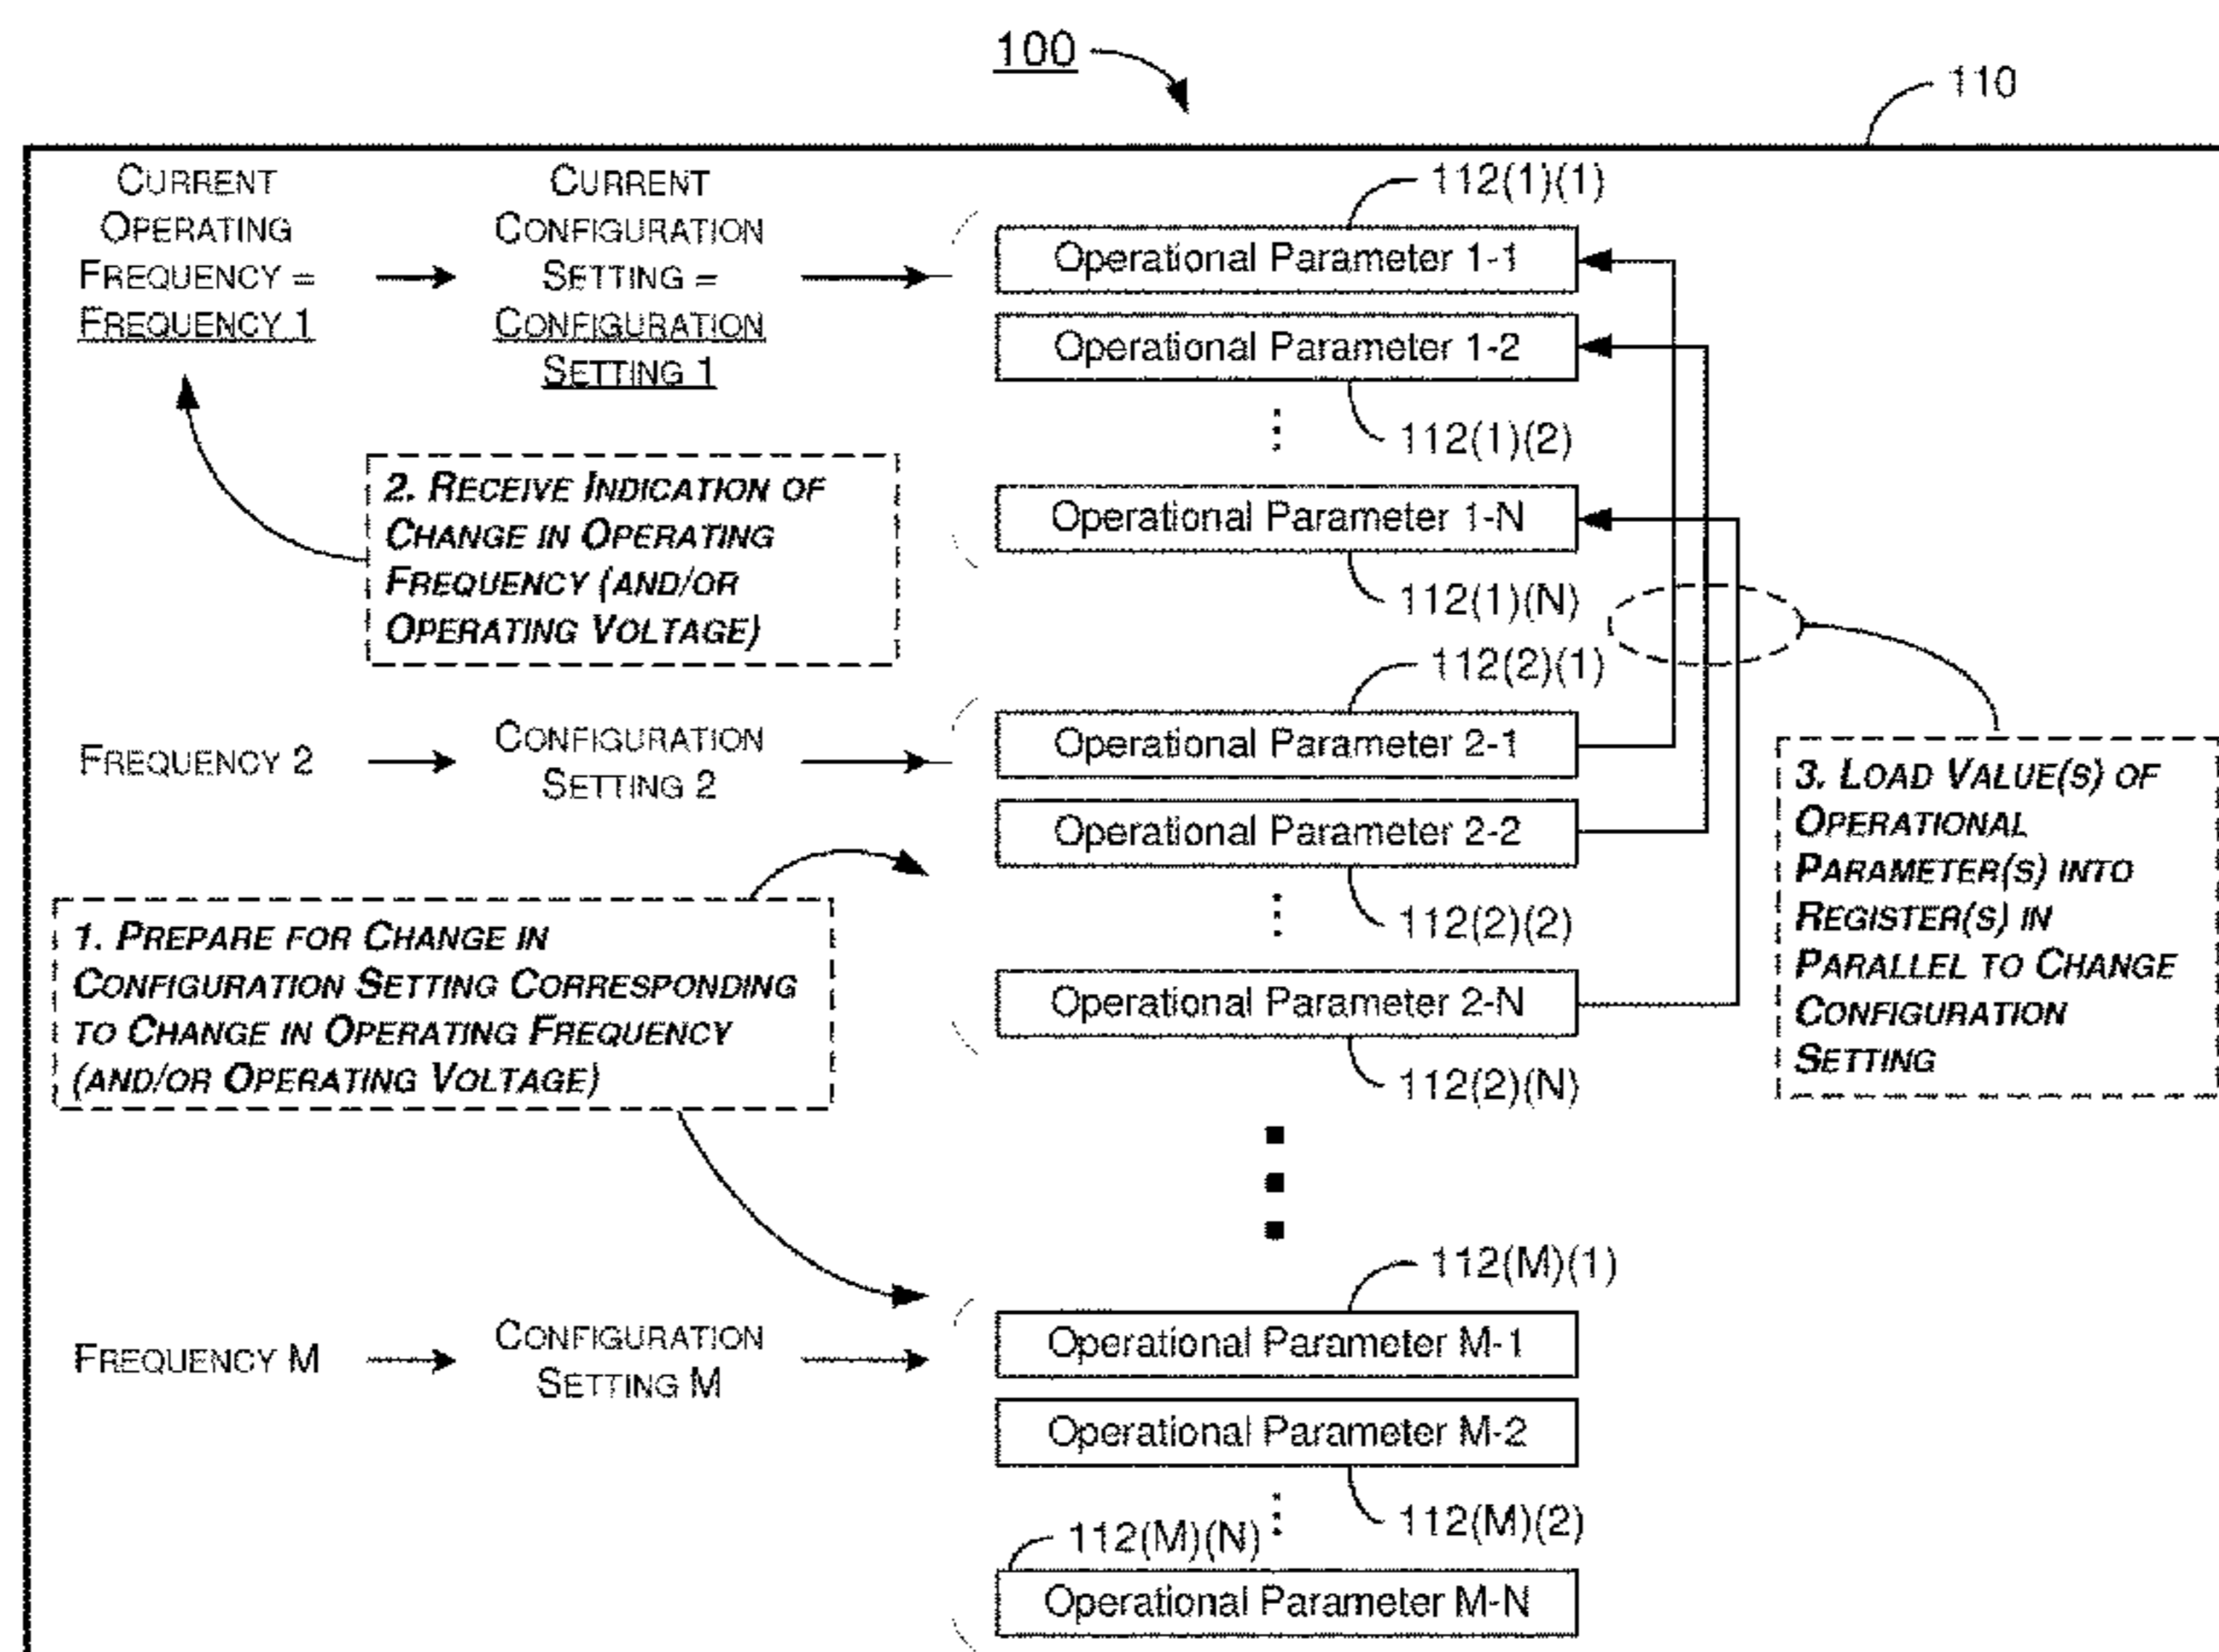 100
110
CURRENT
OPERATING
FREQUENCY =
FREQUENCY 1
CURRENT
CONFIGURATION
SETTING =
CONFIGURATION
SETTING 1
112(1)(1)
Operational Parameter 1-1
Operational Parameter 1-2
112(1)(2)
Operational Parameter 1-N
112(1)(N)
2. RECEIVE INDICATION OF
CHANGE IN OPERATING
FREQUENCY (AND/OR
OPERATING VOLTAGE)
112(2)(1)
FREQUENCY 2
CONFIGURATION
SETTING 2
Operational Parameter 2-1
Operational Parameter 2-2
112(2)(2)
Operational Parameter 2-N
112(2)(N)
3. LOAD VALUE(S) OF
OPERATIONAL
PARAMETER(S) INTO
REGISTER(S) IN
PARALLEL TO CHANGE
CONFIGURATION
SETTING
1. PREPARE FOR CHANGE IN
CONFIGURATION SETTING CORRESPONDING
TO CHANGE IN OPERATING FREQUENCY
(AND/OR OPERATING VOLTAGE)
112(M)(1)
FREQUENCY M
CONFIGURATION
SETTING M
Operational Parameter M-1
Operational Parameter M-2
112(M)(2)
112(M)(N)
Operational Parameter M-N